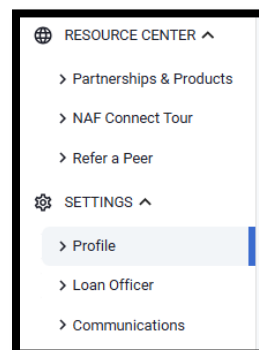 RESOURCE CENTER
Partnerships & Products
NAF Connect Tour
Refer a Peer
SETTINGS
Profile
Loan Officer
Communications